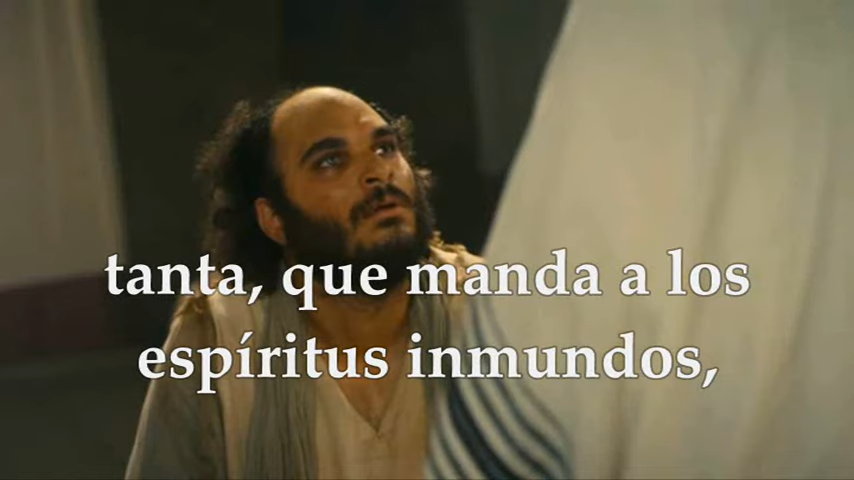 tanta, que manda a los
espíritus inmundos,